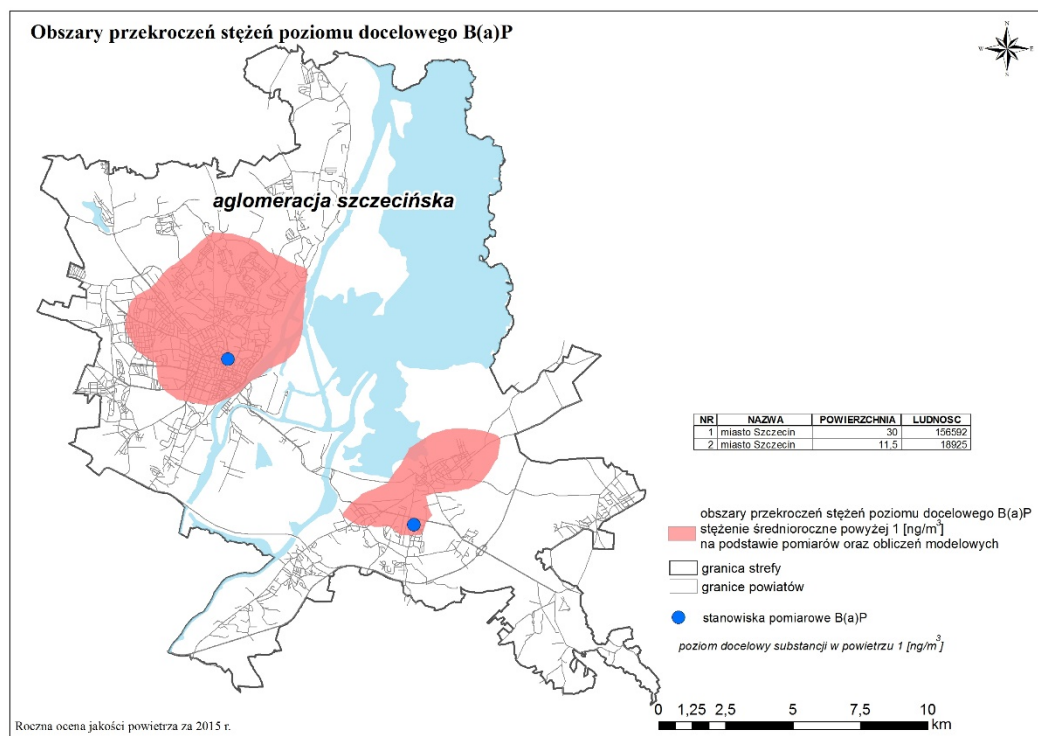 Obszary przekroczeń stężeń poziomu docelowego B(a)P
N
W
E
aglomeracja szczecińska
NR NAZWA POWIERZCHNIA LUDNOSC
1 miasto Szczecin 30 156592
2 miasto Szczecin 11,5 18925
obszary przekroczeń stężeń poziomu docelowego B(a)P
stężenie średnioroczne powyżej 1 [ng/m³]
na podstawie pomiarów oraz obliczeń modelowych
granica strefy
granice powiatów
stanowiska pomiarowe B(a)P
poziom docelowy substancji w powietrzu 1 [ng/m³]
0 1,25 2,5 5 7,5 10
km
Roczna ocena jakości powietrza za 2015 r.